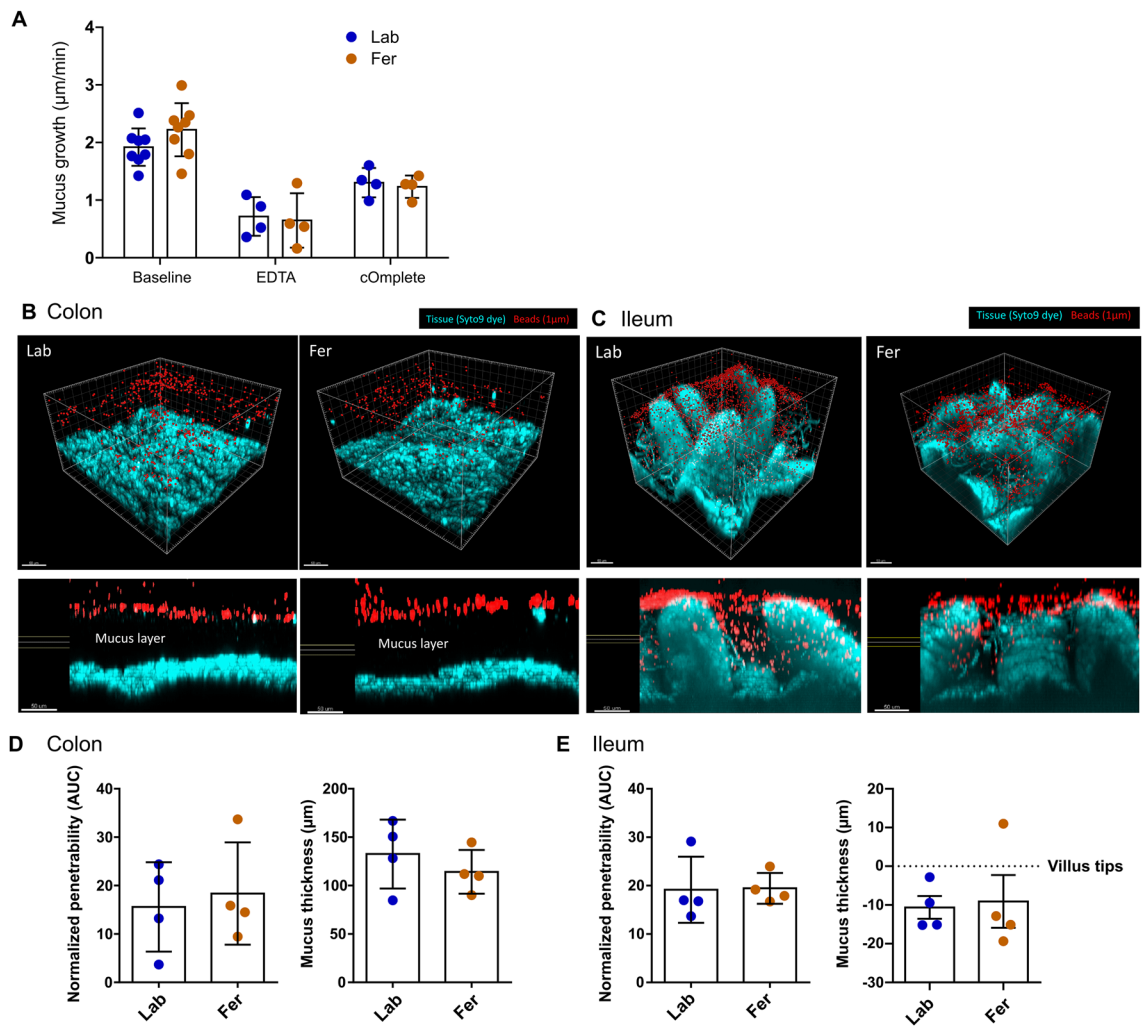 A
Mucus growth (µm/min)
4
3
2
1
0
Lab
Fer
Baseline
EDTA
cOmplete
B Colon
Tissue (Syto9 dye) Beads (1µm)
Lab
Fer
Mucus layer
Mucus layer
50 um
50 um
C Ileum
Tissue (Syto9 dye) Beads (1µm)
Lab
Fer
50 um
50 um
D Colon
Normalized penetrability (AUC)
40
30
20
10
0
Lab
Fer
Mucus thickness (µm)
200
150
100
50
0
Lab
Fer
E Ileum
Normalized penetrability (AUC)
40
30
20
10
0
Lab
Fer
Mucus thickness (µm)
20
10
0
-10
-20
-30
Villus tips
Lab
Fer